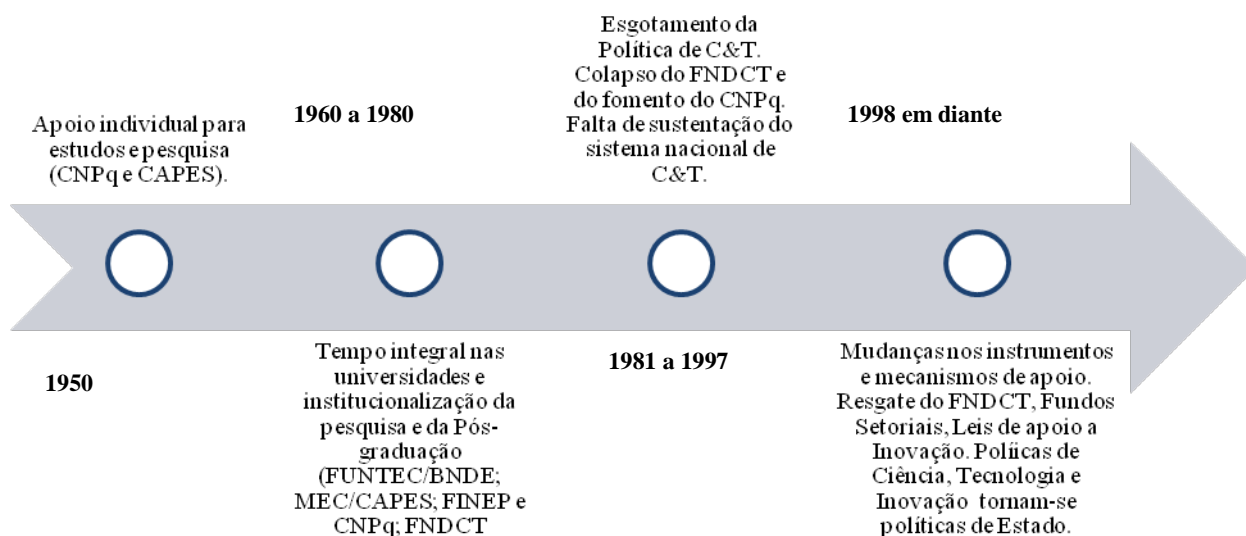 Apoio individual para
estudos e pesquisa
(CNPq e CAPES).
1950
1960 a 1980
Tempo integral nas
universidades e
institucionalização da
pesquisa e da Pós-
graduação
(FUNTEC/BNDE;
MEC/CAPES; FINEP e
CNPq; FNDCT
Esgotamento da
Política de C&T.
Colapso do FNDCT e
do fomento do CNPq.
Falta de sustentação do
sistema nacional de
C&T.
1981 a 1997
1998 em diante
Mudanças nos instrumentos
e mecanismos de apoio.
Resgate do FNDCT, Fundos
Setoriais, Leis de apoio a
Inovação. Políicas de
Ciência, Tecnologia e
Inovação tornam-se
políticas de Estado.